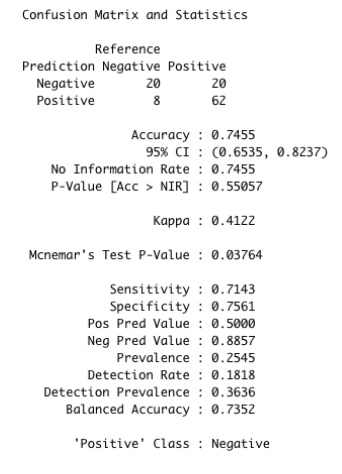 Confusion Matrix and Statistics
Reference
Prediction Negative Positive
Negative 20 20
Positive 8 62
Accuracy : 0.7455
95% CI : (0.6535, 0.8237)
No Information Rate : 0.7455
P-Value [Acc > NIR] : 0.55057
Kappa : 0.4122
Mcnemar's Test P-Value : 0.03764
Sensitivity : 0.7143
Specificity : 0.7561
Pos Pred Value : 0.5000
Neg Pred Value : 0.8857
Prevalence : 0.2545
Detection Rate : 0.1818
Detection Prevalence : 0.3636
Balanced Accuracy : 0.7352
'Positive' Class : Negative